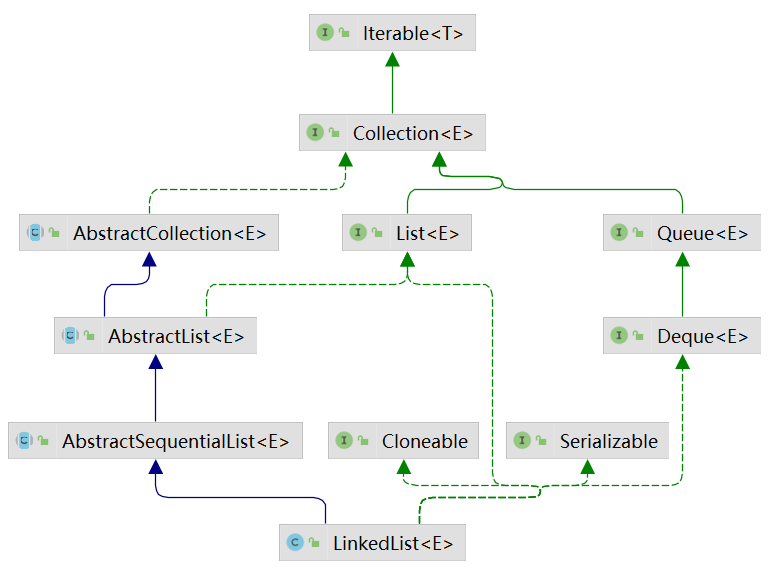 Iterable<T>
Collection<E>
AbstractCollection<E>
List<E>
Queue<E>
AbstractList<E>
Deque<E>
AbstractSequentialList<E>
Cloneable
Serializable
LinkedList<E>